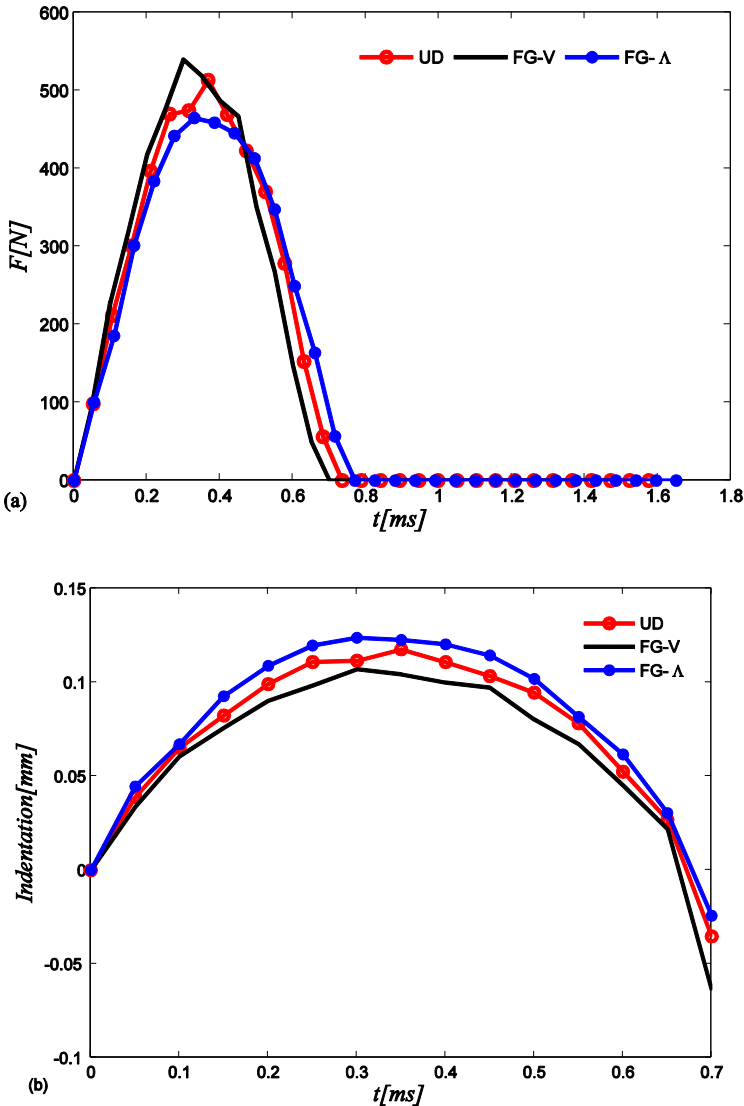 600
500
400
300
200
100
0
F[N]
UD FG-V FG-Λ
0 0.2 0.4 0.6 0.8 1 1.2 1.4 1.6 1.8
(a)
t[ms]
0.15
0.1
0.05
0
-0.05
-0.1
Indentation[mm]
UD
FG-V
FG-Λ
0 0.1 0.2 0.3 0.4 0.5 0.6 0.7
(b)
t[ms]